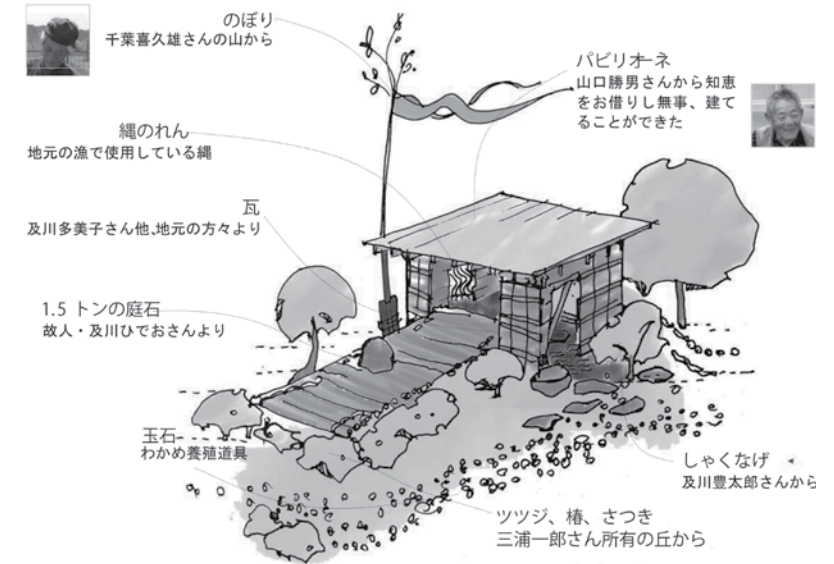 のぼり
千葉喜久雄さんの山から
パビリオーネ
山口勝男さんから知恵
をお借りし無事、建て
ることができた
縄のれん
地元の漁で使用している縄
瓦
及川多美子さん他、地元の方々より
1.5 トンの庭石
故人・及川ひでおさんより
玉石
わかめ養殖道具
しゃくなげ
及川豊太郎さんから
ツツジ、椿、さつき
三浦一郎さん所有の丘から